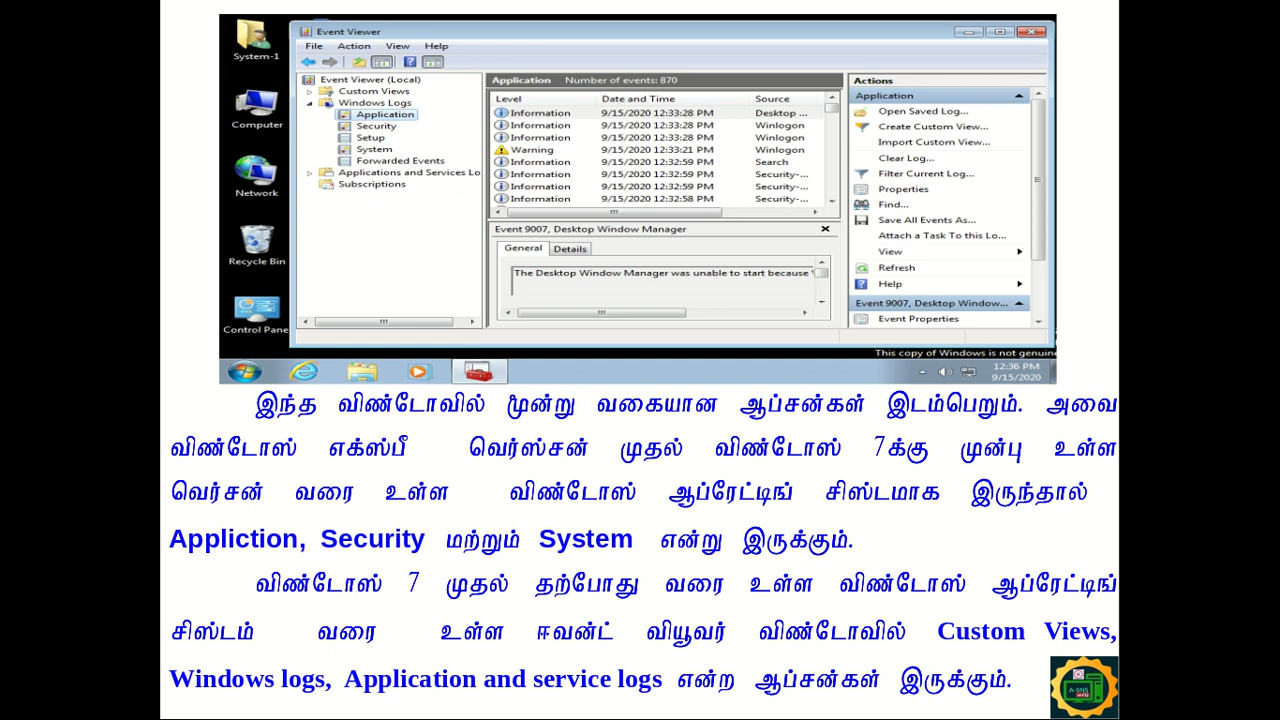 System-1
Computer
Network
Recycle Bin
Control Pane
Event Viewer
File Action View Help
Event Viewer (Local)
Custom Views
Windows Logs
Application
Security
Setup
System
Forwarded Events
Applications and Services Lo
Subscriptions
Application Number of events: 870
Level Date and Time Source
Information 9/15/2020 12:33:28 PM Desktop ...
Information 9/15/2020 12:33:28 PM Winlogon
Information 9/15/2020 12:33:28 PM Winlogon
Warning 9/15/2020 12:33:21 PM Winlogon
Information 9/15/2020 12:32:59 PM Search
Information 9/15/2020 12:32:59 PM Security-...
Information 9/15/2020 12:32:59 PM Security-...
Information 9/15/2020 12:32:58 PM Security-...
Event 9007, Desktop Window Manager
General Details
The Desktop Window Manager was unable to start because
Actions
Application
Open Saved Log...
Create Custom View...
Import Custom View...
Clear Log...
Filter Current Log...
Properties
Find...
Save All Events As...
Attach a Task To this Lo...
View
Refresh
Help
Event 9007, Desktop Window...
Event Properties
This copy of Windows is not genuine
12:36 PM
9/15/2020
இந்த விண்டோவில் மூன்று வகையான ஆப்சன்கள் இடம்பெறும். அவை
விண்டோஸ் எக்ஸ்பீ வெர்ஸ்சன் முதல் விண்டோஸ் 7க்கு முன்பு உள்ள
வெர்சன் வரை உள்ள விண்டோஸ் ஆப்ரேட்டிங் சிஸ்டமாக இருந்தால்
Appliction, Security மற்றும் System என்று இருக்கும்.
விண்டோஸ் 7 முதல் தற்போது வரை உள்ள விண்டோஸ் ஆப்ரேட்டிங்
சிஸ்டம் வரை உள்ள ஈவன்ட் வியூவர் விண்டோவில் Custom Views,
Windows logs, Application and service logs என்ற ஆப்சன்கள் இருக்கும்.
A-SNS